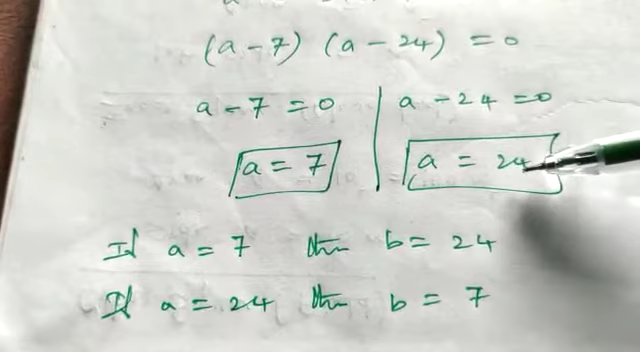 (a-7) (a-24) = 0
a-7=0 | a-24=0
a = 7 a = 24
If a = 7 then b = 24
If a = 24 then b = 7